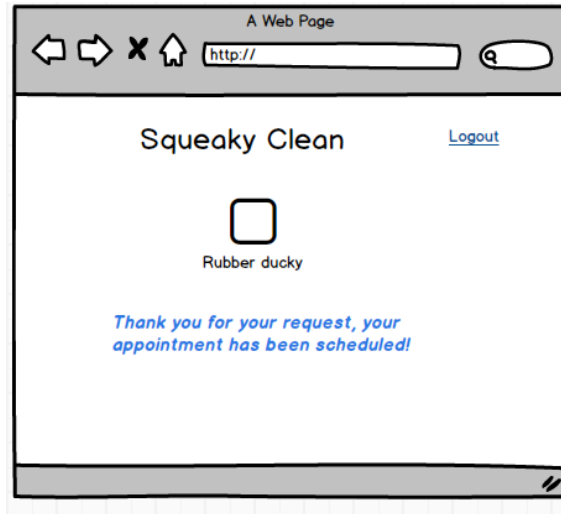 A Web Page
http://
Squeaky Clean
Logout
Rubber ducky
Thank you for your request, your
appointment has been scheduled!